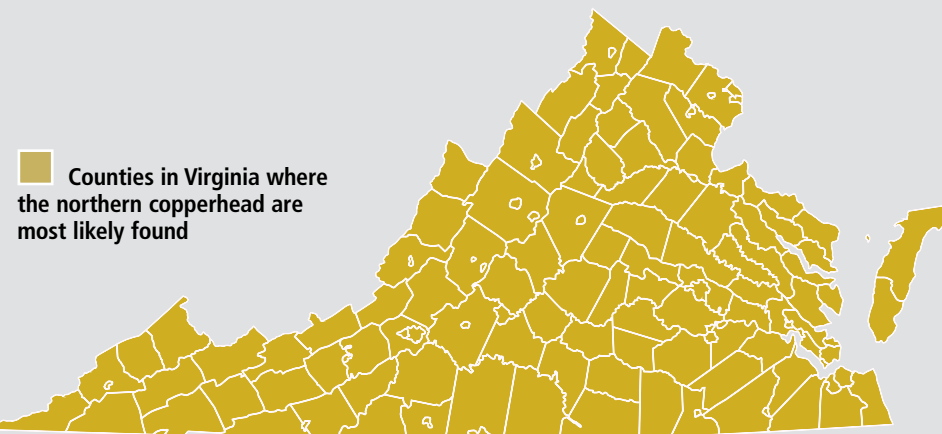 Counties in Virginia where
the northern copperhead are
most likely found